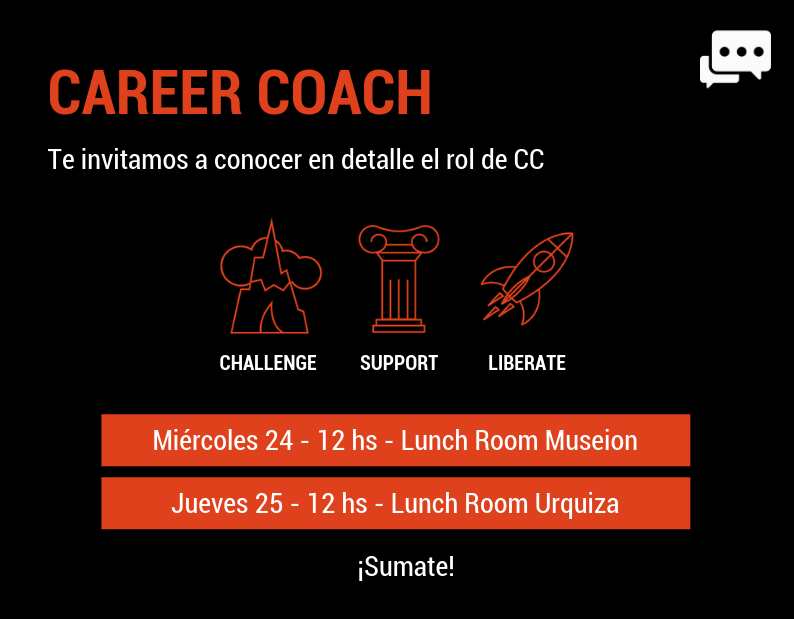 CAREER COACH
Te invitamos a conocer en detalle el rol de CC
CHALLENGE SUPPORT LIBERATE
Miércoles 24 - 12 hs - Lunch Room Museion
Jueves 25 - 12 hs - Lunch Room Urquiza
¡Sumate!